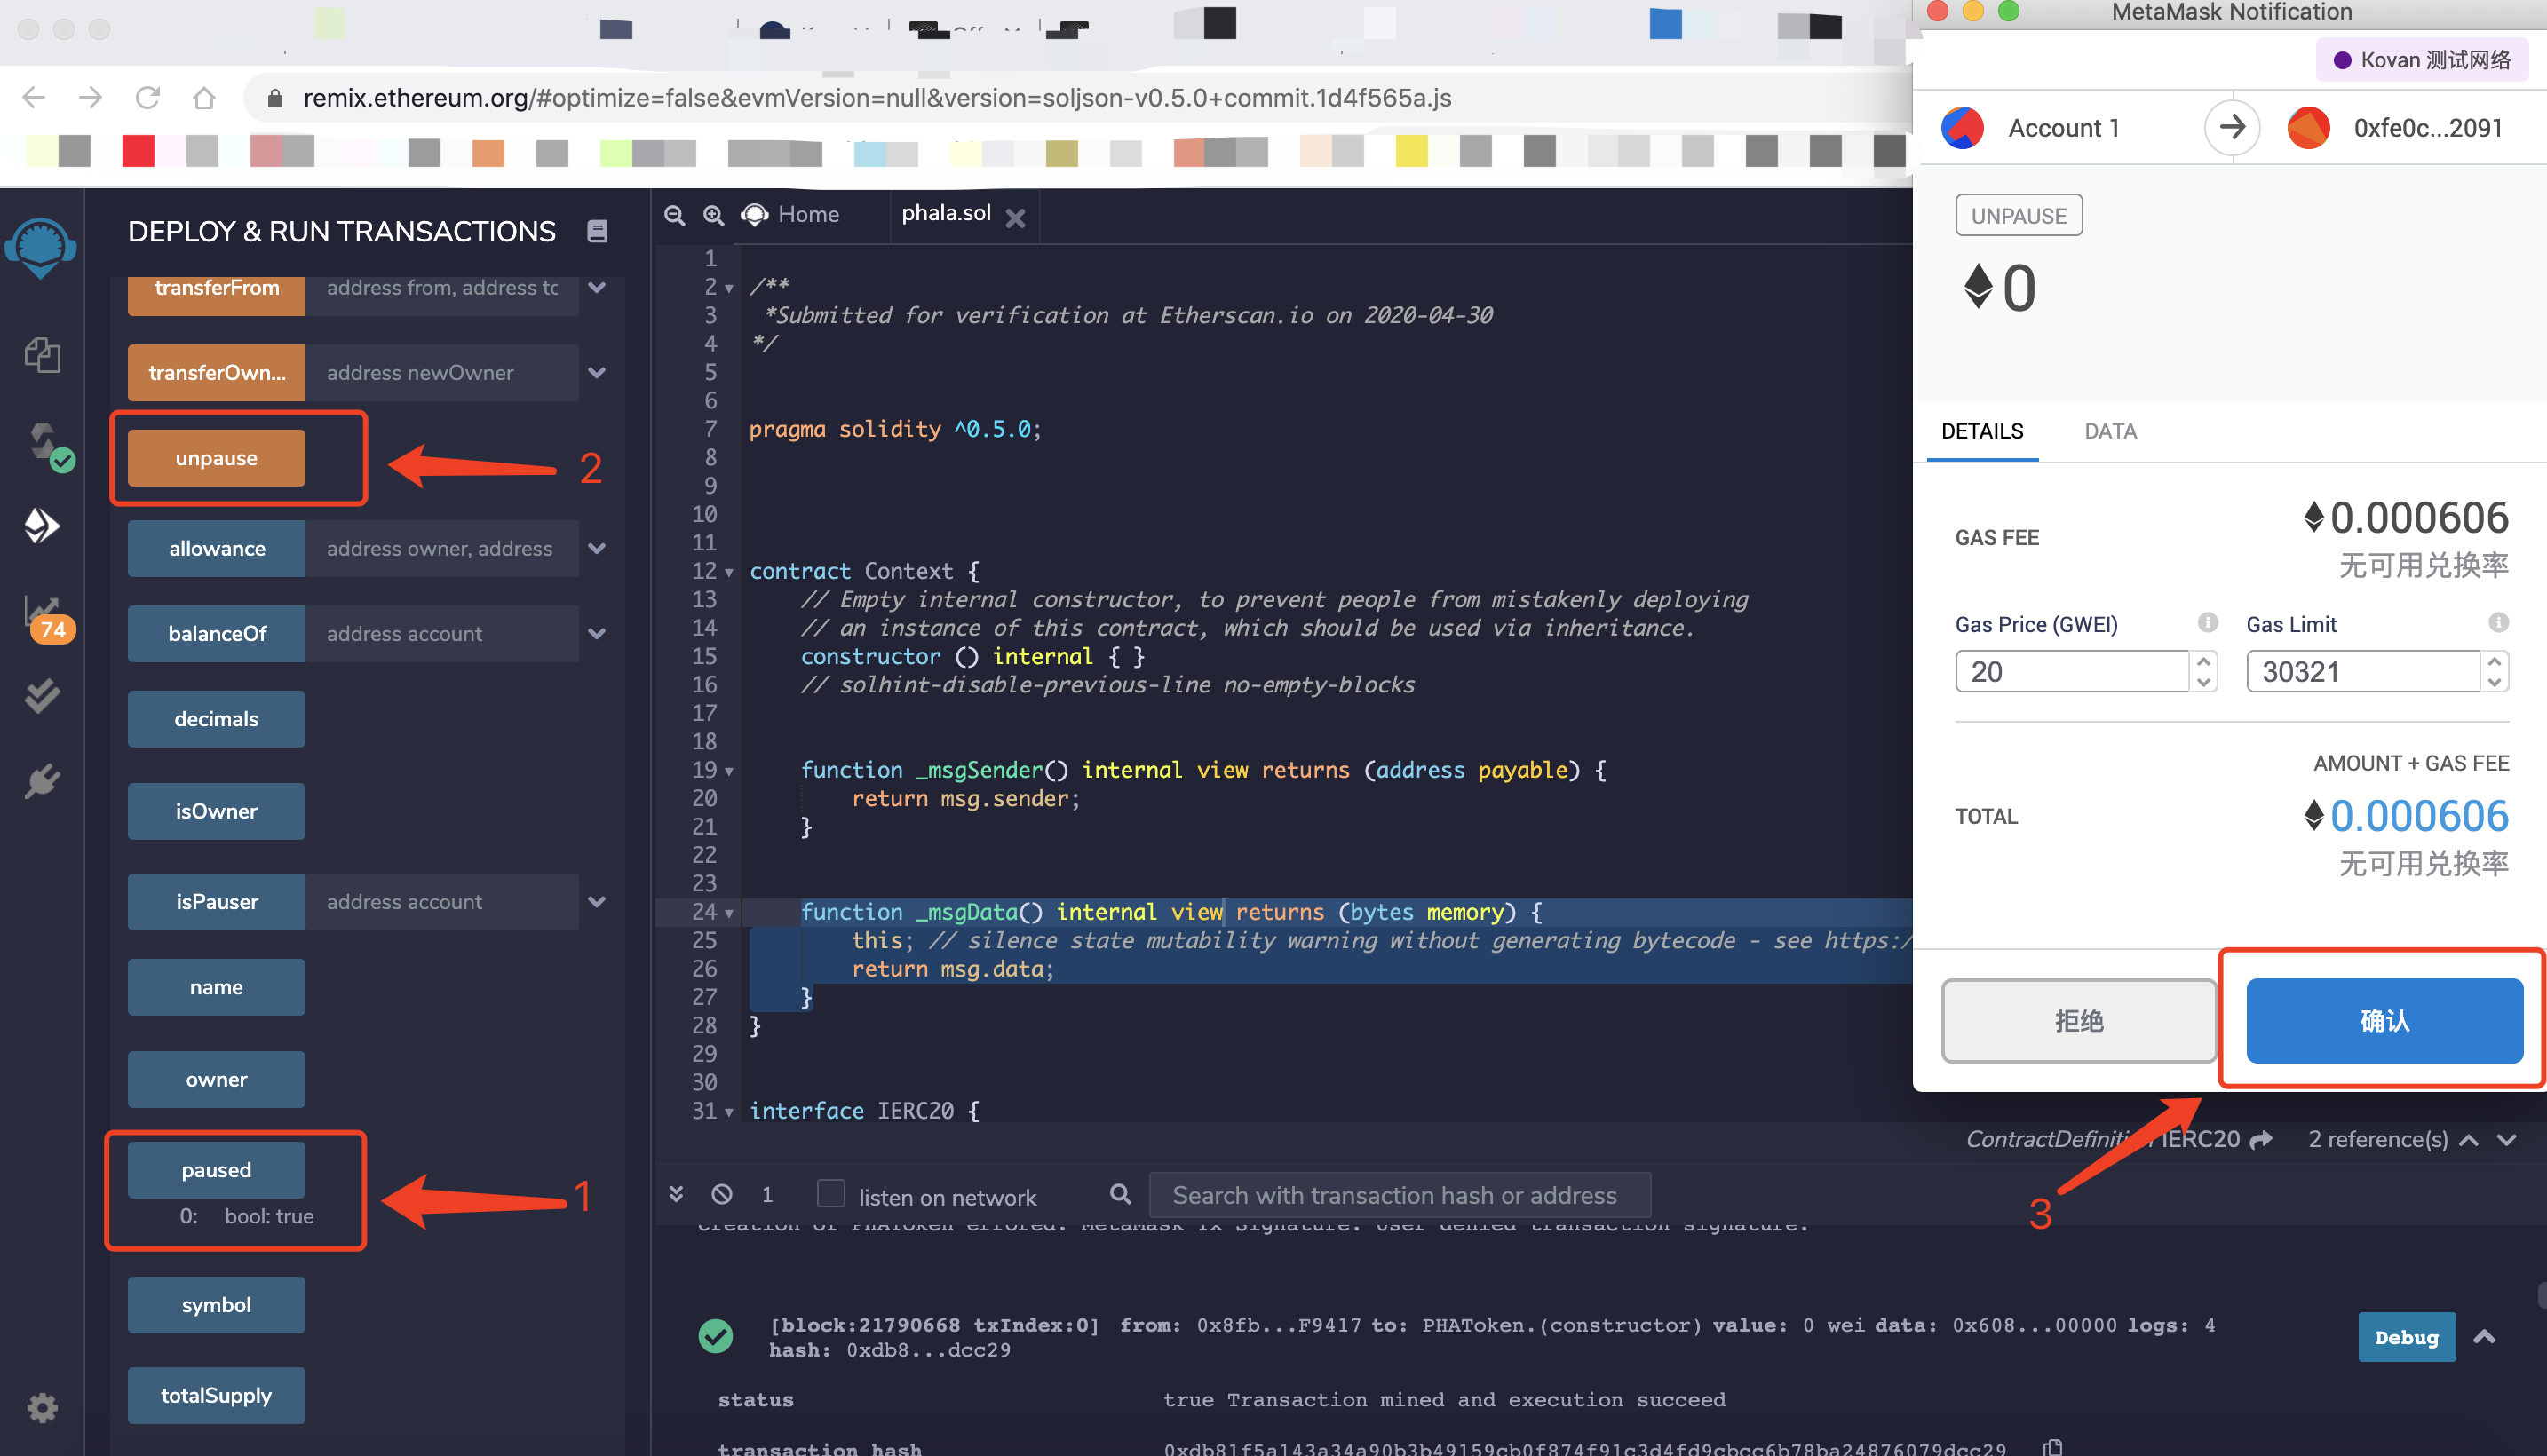 MetaMask Notification
remix.ethereum.org/#optimize=false&evmVersion=null&version=soljson-v0.5.0+commit.1d4f565a.js
DEPLOY & RUN TRANSACTIONS
transferFrom address from, address to
transferOwn... address newOwner
unpause
2
allowance address owner, address
balanceOf address account
74
decimals
isOwner
isPauser address account
name
owner
paused
0: bool: true
1
symbol
totalSupply
Home
phala.sol
1
2 /**
3 *Submitted for verification at Etherscan.io on 2020-04-30
4 */
5
6
7 pragma solidity ^0.5.0;
8
9
10
11
12 contract Context {
13 // Empty internal constructor, to prevent people from mistakenly deploying
14 // an instance of this contract, which should be used via inheritance.
15 constructor () internal { }
16 // solhint-disable-previous-line no-empty-blocks
17
18
19 function _msgSender() internal view returns (address payable) {
20 return msg.sender;
21 }
22
23
24 function _msgData() internal view returns (bytes memory) {
25 this; // silence state mutability warning without generating bytecode - see https:/
26 return msg.data;
27 }
28 }
29
30
31 interface IERC20 {
ContractDefiniti IERC20 2 reference(s)
1 listen on network Search with transaction hash or address
creation of PHAToken errored: MetaMask Tx Signature: User denied transaction signature.
[block:21790668 txIndex:0] from: 0x8fb...F9417 to: PHAToken.(constructor) value: 0 wei data: 0x608...00000 logs: 4
hash: 0xdb8...dcc29
Debug
status true Transaction mined and execution succeed
transaction hash 0xdb81f5a143a34a90b3b49159cb0f874f91c3d4fd9cbcc6b78ba24876079dcc29
Kovan 测试网络
Account 1 0xfe0c...2091
UNPAUSE
0
DETAILS DATA
GAS FEE 0.000606
无可用兑换率
Gas Price (GWEI) Gas Limit
20 30321
AMOUNT + GAS FEE
TOTAL 0.000606
无可用兑换率
拒绝 确认
3